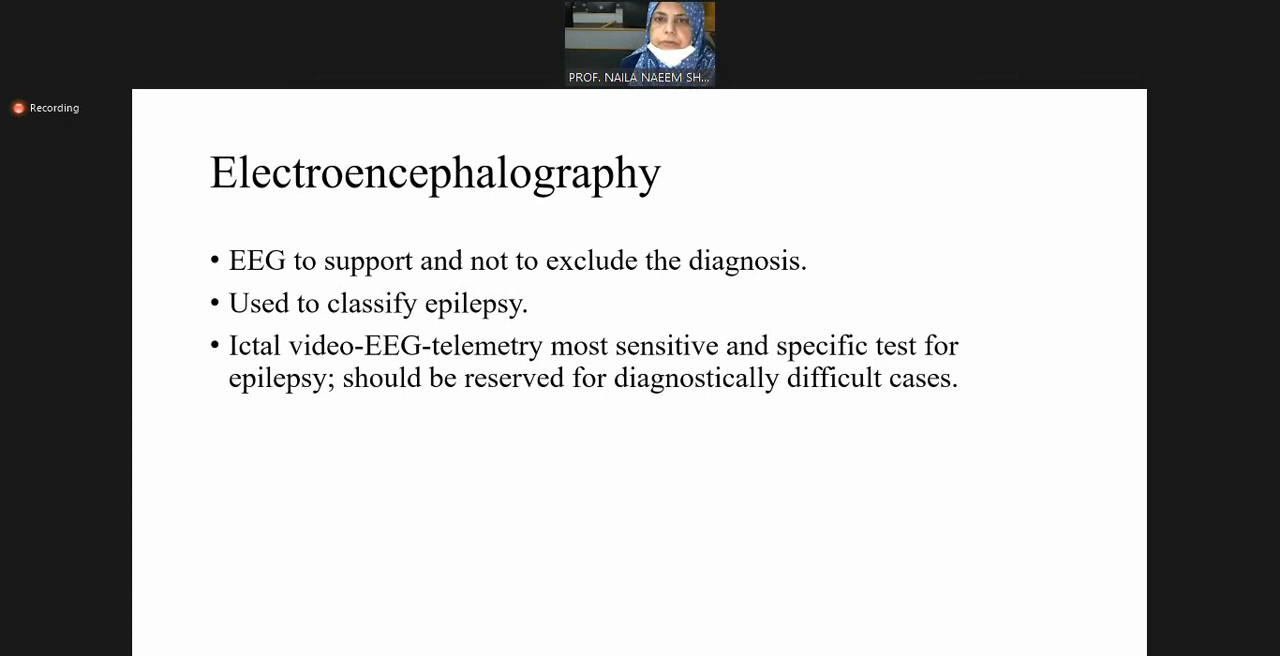 PROF. NAILA NAEEM SH...
Recording
Electroencephalography
• EEG to support and not to exclude the diagnosis.
• Used to classify epilepsy.
• Ictal video-EEG-telemetry most sensitive and specific test for
epilepsy; should be reserved for diagnostically difficult cases.